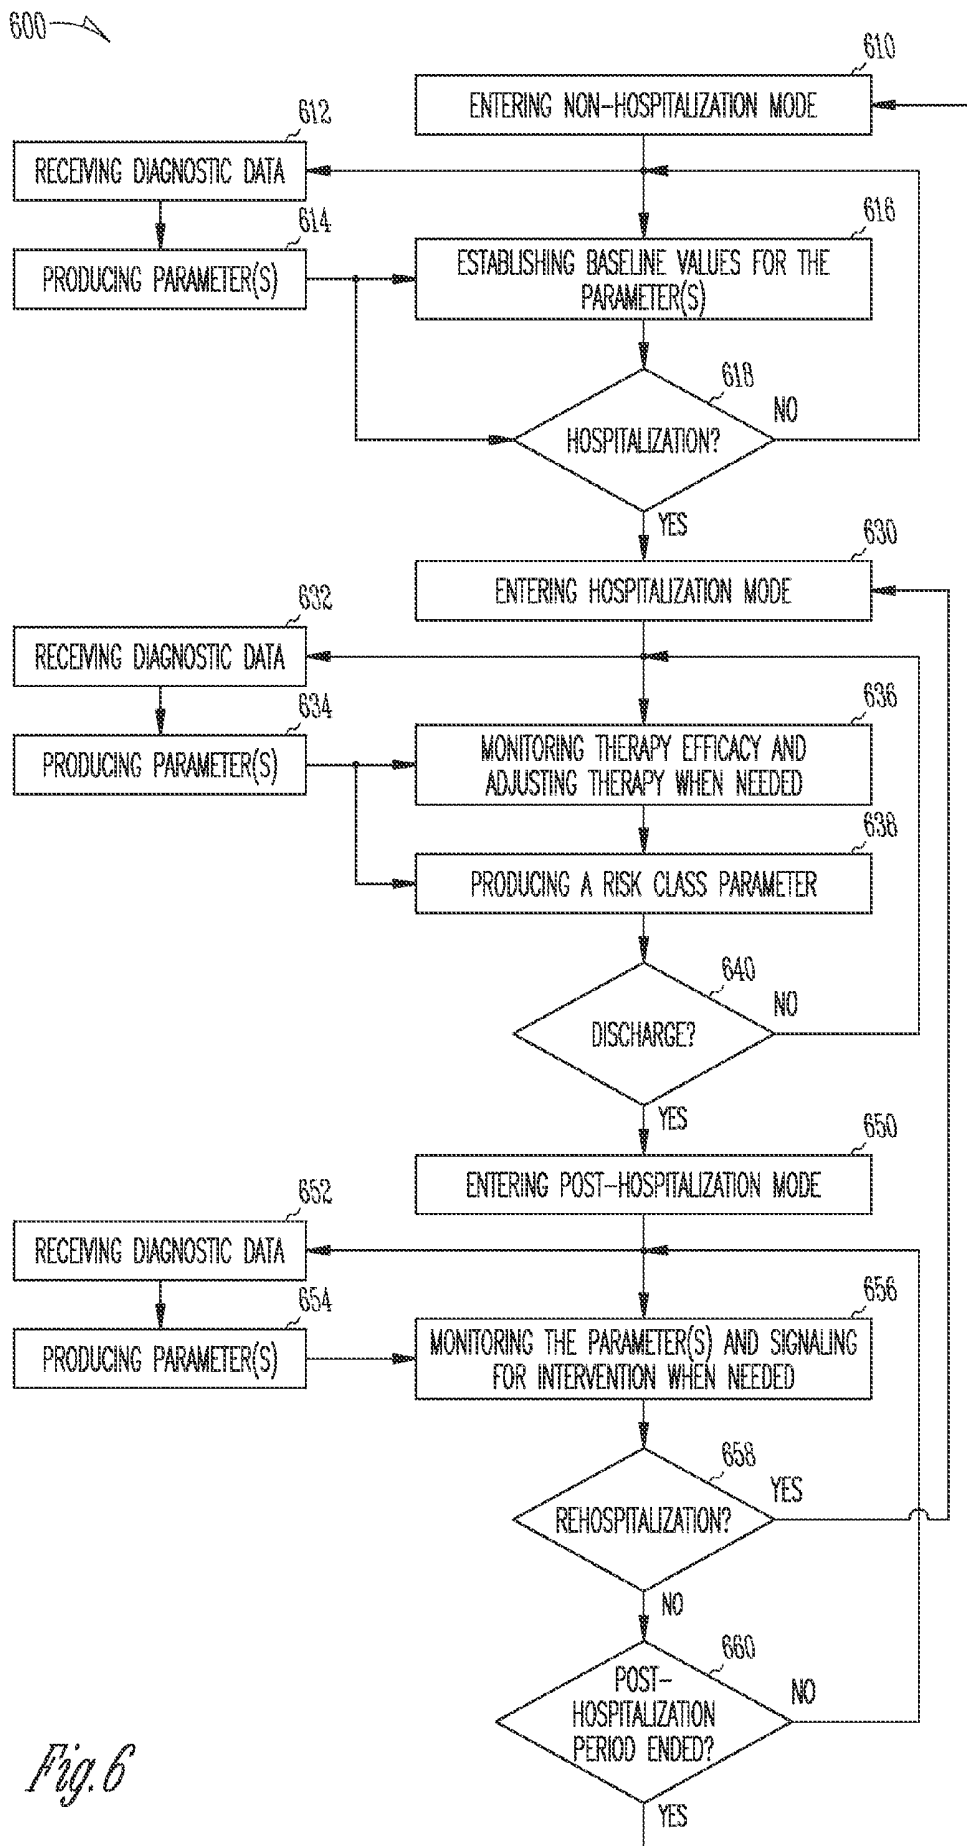 600
610
ENTERING NON-HOSPITALIZATION MODE
612
RECEIVING DIAGNOSTIC DATA
614
PRODUCING PARAMETER(S)
616
ESTABLISHING BASELINE VALUES FOR THE
PARAMETER(S)
618
HOSPITALIZATION?
NO
YES
630
ENTERING HOSPITALIZATION MODE
632
RECEIVING DIAGNOSTIC DATA
634
PRODUCING PARAMETER(S)
636
MONITORING THERAPY EFFICACY AND
ADJUSTING THERAPY WHEN NEEDED
638
PRODUCING A RISK CLASS PARAMETER
640
DISCHARGE?
NO
YES
650
ENTERING POST-HOSPITALIZATION MODE
652
RECEIVING DIAGNOSTIC DATA
654
PRODUCING PARAMETER(S)
656
MONITORING THE PARAMETER(S) AND SIGNALING
FOR INTERVENTION WHEN NEEDED
658
REHOSPITALIZATION?
YES
NO
660
POST-
HOSPITALIZATION
PERIOD ENDED?
NO
YES
Fig. 6